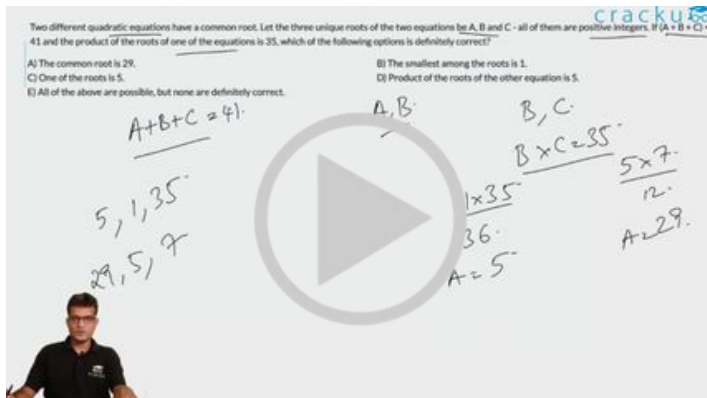 cracku
Two different quadratic equations have a common root. Let the three unique roots of the two equations be A, B and C - all of them are positive integers. If (A + B + C) =
41 and the product of the roots of one of the equations is 35, which of the following options is definitely correct?
A) The common root is 29.
B) The smallest among the roots is 1.
C) One of the roots is 5.
D) Product of the roots of the other equation is 5.
E) All of the above are possible, but none are definitely correct.
A+B+C = 41.
A, B.
B, C.
B x C = 35.
5, 1, 35
29, 5, 7
1x35
36.
A = 5
5x7
12.
A = 29.